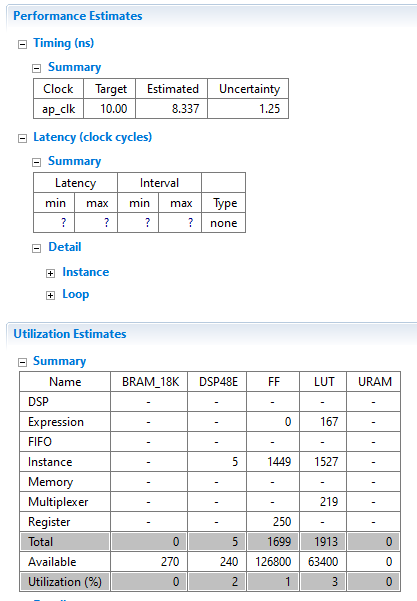 Performance Estimates
Timing (ns)
Summary
Clock Target Estimated Uncertainty
ap_clk 10.00 8.337 1.25
Latency (clock cycles)
Summary
Latency Interval
min max min max Type
? ? ? ? none
Detail
Instance
Loop
Utilization Estimates
Summary
Name BRAM_18K DSP48E FF LUT URAM
DSP - - - - -
Expression - - 0 167 -
FIFO - - - - -
Instance - 5 1449 1527 -
Memory - - - - -
Multiplexer - - - 219 -
Register - - 250 - -
Total 0 5 1699 1913 0
Available 270 240 126800 63400 0
Utilization (%) 0 2 1 3 0